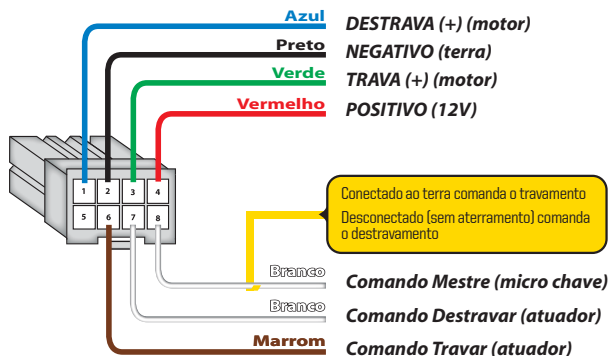 Azul DESTRAVA (+) (motor)
Preto NEGATIVO (terra)
Verde TRAVA (+) (motor)
Vermelho POSITIVO (12V)
1 2 3 4
5 6 7 8
Conectado ao terra comanda o travamento
Desconectado (sem aterramento) comanda
o destravamento
Branco Comando Mestre (micro chave)
Branco Comando Destravar (atuador)
Marrom Comando Travar (atuador)